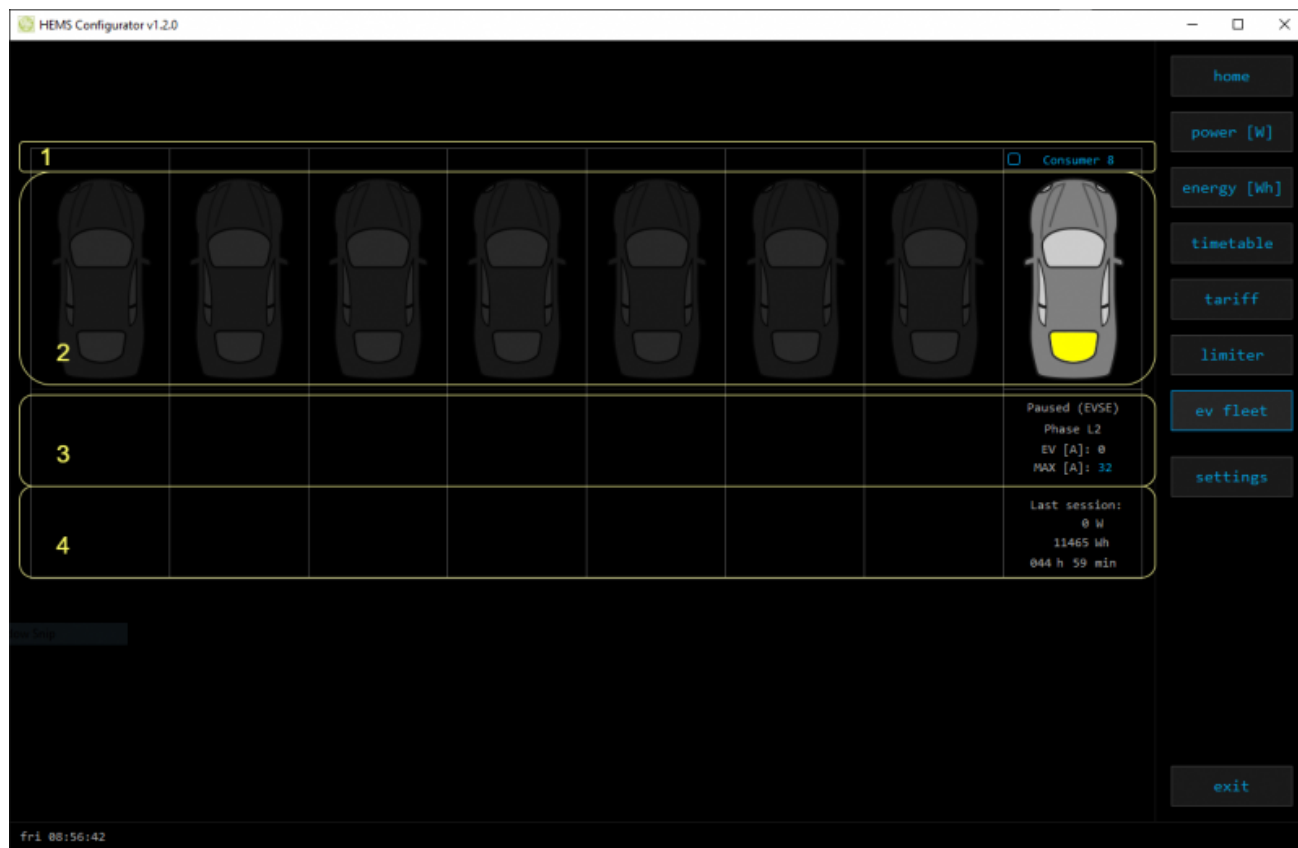 HEMS Configurator v1.2.0
home
power [W]
energy [Wh]
timetable
tariff
limiter
ev fleet
settings
exit
1
Consumer 8
2
3
Paused (EVSE)
Phase L2
EV [A]: 0
MAX [A]: 32
4
Last session:
0 W
11465 Wh
044 h 59 min
Snip
fri 08:56:42